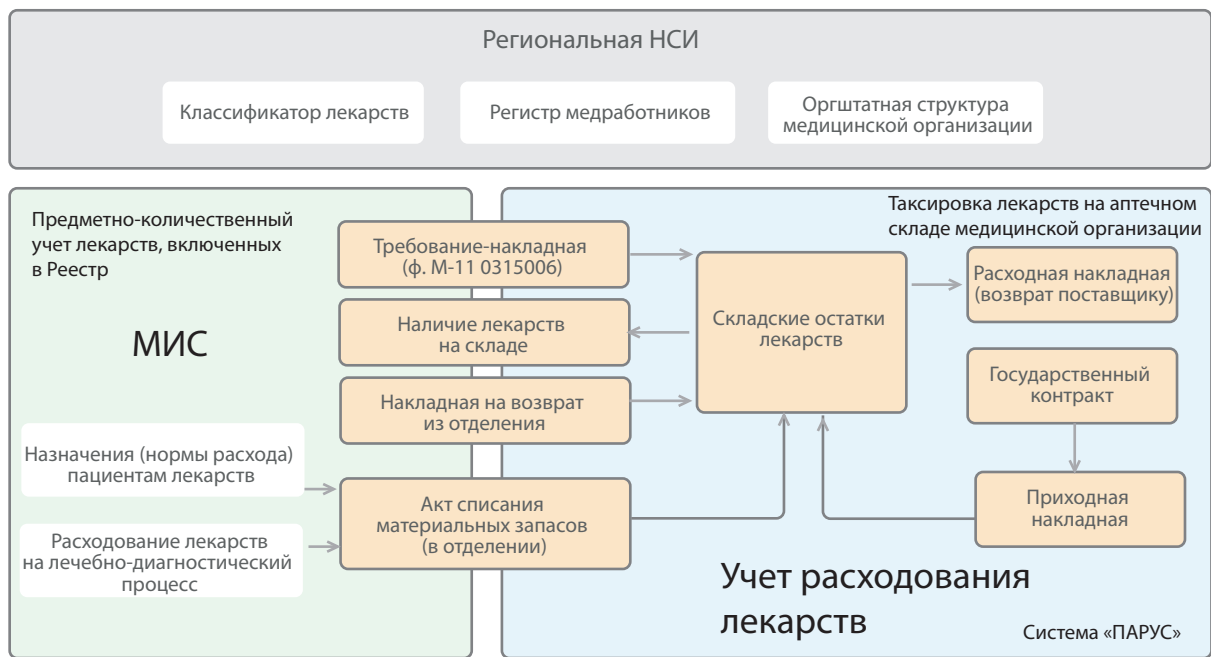 Региональная НСИ
Классификатор лекарств
Регистр медработников
Оргштатная структура
медицинской организации
Предметно-количественный
учет лекарств, включенных
в Реестр
МИС
Назначения (нормы расхода)
пациентам лекарств
Расходование лекарств
на лечебно-диагностический
процесс
Требование-накладная
(ф. М-11 0315006)
Наличие лекарств
на складе
Накладная на возврат
из отделения
Акт списания
материальных запасов
(в отделении)
Таксировка лекарств на аптечном
складе медицинской организации
Складские остатки
лекарств
Расходная накладная
(возврат поставщику)
Государственный
контракт
Приходная
накладная
Учет расходования
лекарств
Система «ПАРУС»